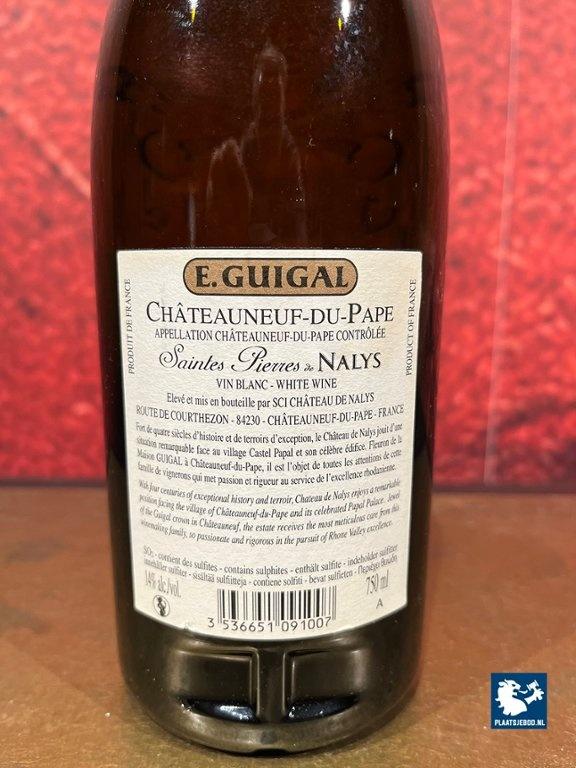 E.GUIGAL
CHÂTEAUNEUF-DU-PAPE
APPELLATION CHÂTEAUNEUF-DU-PAPE CONTRÔLÉE
Saintes Pierres de NALYS
VIN BLANC - WHITE WINE
Elevé et mis en bouteille par SCI CHÂTEAU DE NALYS
ROUTE DE COURTHEZON - 84230 - CHÂTEAUNEUF-DU-PAPE - FRANCE
Fort de quatre siècles d'histoire et de terroirs d'exception, le Château de Nalys jouit d'une
situation remarquable face au village Castel Papal et son célèbre édifice. Fleuron de la
Maison GUIGAL à Châteauneuf-du-Pape, il est l'objet de toutes les attentions de cette
famille de vignerons qui met passion et rigueur au service de l'excellence rhodanienne.
With four centuries of exceptional history and terroir, Chateau de Nalys enjoys a remarkable
position facing the village of Châteauneuf-du-Pape and its celebrated Papal Palace. Jewel
of the Guigal crown in Châteauneuf, the estate receives the most meticulous care from this
winemaking family, so passionate and rigorous in the pursuit of Rhone Valley excellence.
SO2 - contient des sulfites - contains sulphites - enthält sulfite - indeholder sulfitter
innehåller sulfiter - sisältää sulfiitteja - contiene solfiti - bevat sulfieten - Περιέχει θειώδη
14% alc./vol.
750 ml
A
3 536651 091007
PRODUIT DE FRANCE
PRODUCT OF FRANCE
PLAATSJEBOD.NL